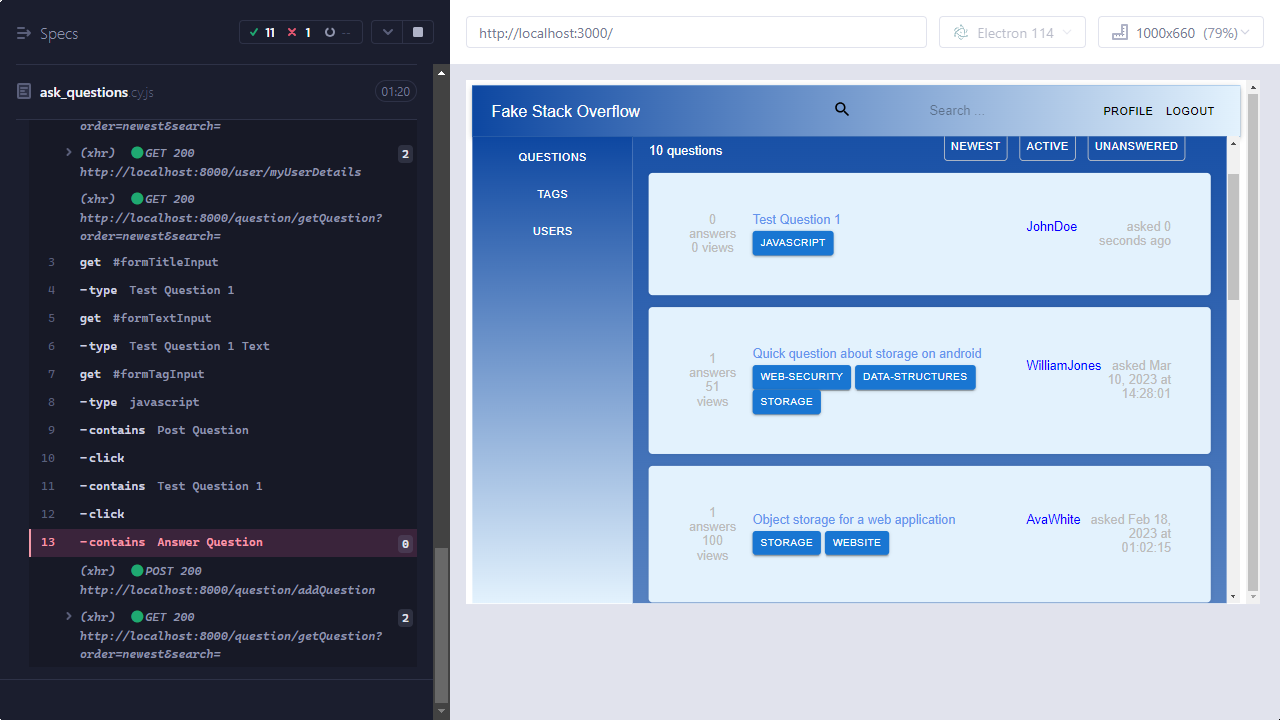 Specs
11
1
--
ask_questions.cy.js
01:20
order=newest&search=
(xhr) GET 200
2
http://localhost:8000/user/myUserDetails
(xhr) GET 200
http://localhost:8000/question/getQuestion?
order=newest&search=
3 get #formTitleInput
4 -type Test Question 1
5 get #formTextInput
6 -type Test Question 1 Text
7 get #formTagInput
8 -type javascript
9 -contains Post Question
10 -click
11 -contains Test Question 1
12 -click
13 -contains Answer Question 0
(xhr) POST 200
http://localhost:8000/question/addQuestion
(xhr) GET 200
2
http://localhost:8000/question/getQuestion?
order=newest&search=
http://localhost:3000/
Electron 114
1000x660 (79%)
Fake Stack Overflow
Search ...
PROFILE
LOGOUT
QUESTIONS
TAGS
USERS
10 questions
NEWEST
ACTIVE
UNANSWERED
0
answers
0 views
Test Question 1
JAVASCRIPT
JohnDoe
asked 0
seconds ago
1
answers
51
views
Quick question about storage on android
WEB-SECURITY
DATA-STRUCTURES
STORAGE
WilliamJones
asked Mar
10, 2023 at
14:28:01
1
answers
100
views
Object storage for a web application
STORAGE
WEBSITE
AvaWhite
asked Feb 18,
2023 at
01:02:15